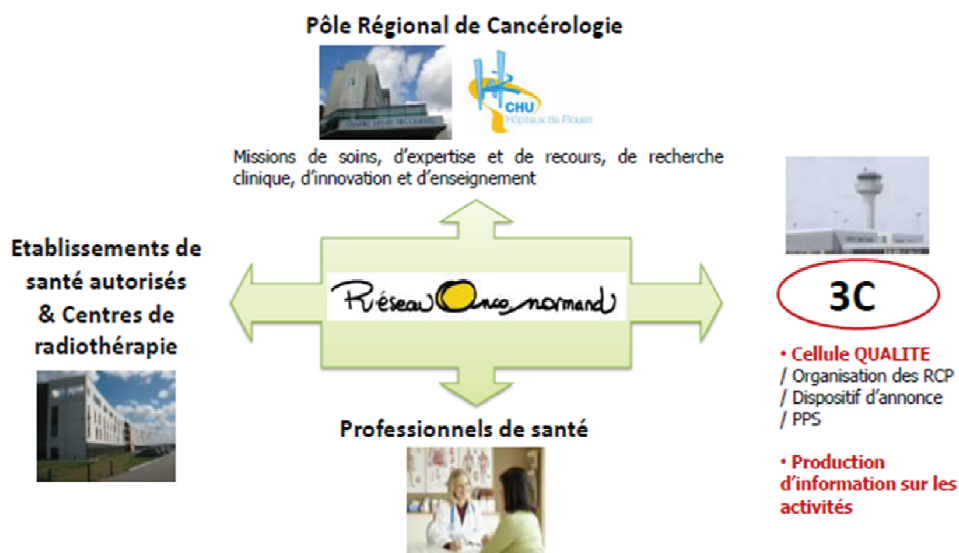 Pôle Régional de Cancérologie
CHU
Hôpitaux de Rouen
Missions de soins, d'expertise et de recours, de recherche
clinique, d'innovation et d'enseignement
Etablissements de
santé autorisés
& Centres de
radiothérapie
Réseau Onco normand
3C
• Cellule QUALITE
/ Organisation des RCP
/ Dispositif d'annonce
/ PPS
• Production
d'information sur les
activités
Professionnels de santé